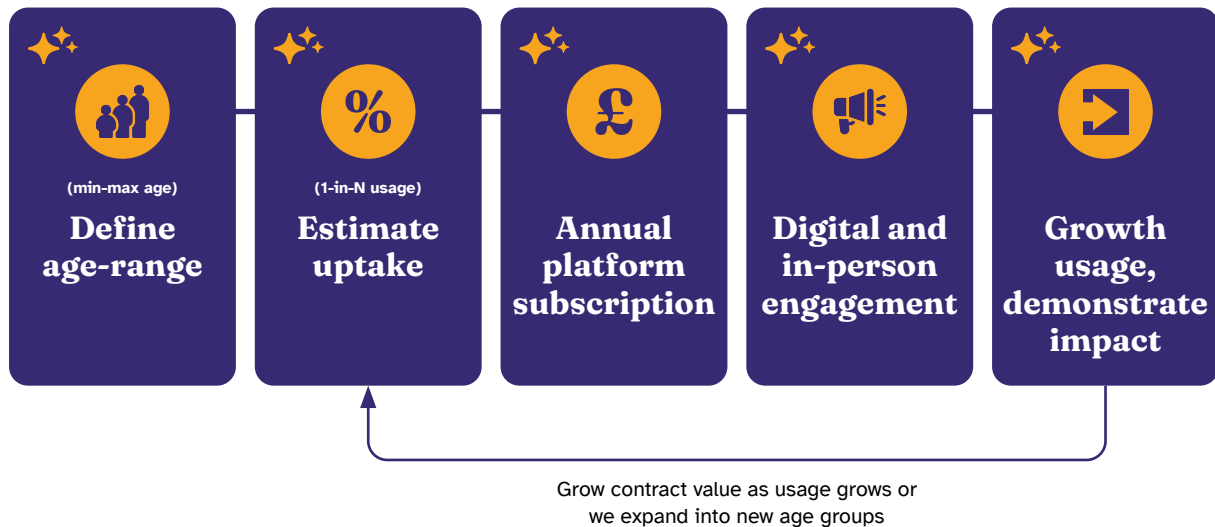 %
£
(min-max age)
Define
age-range
(1-in-N usage)
Estimate
uptake
Annual
platform
subscription
Digital and
in-person
engagement
Growth
usage,
demonstrate
impact
Grow contract value as usage grows or
we expand into new age groups